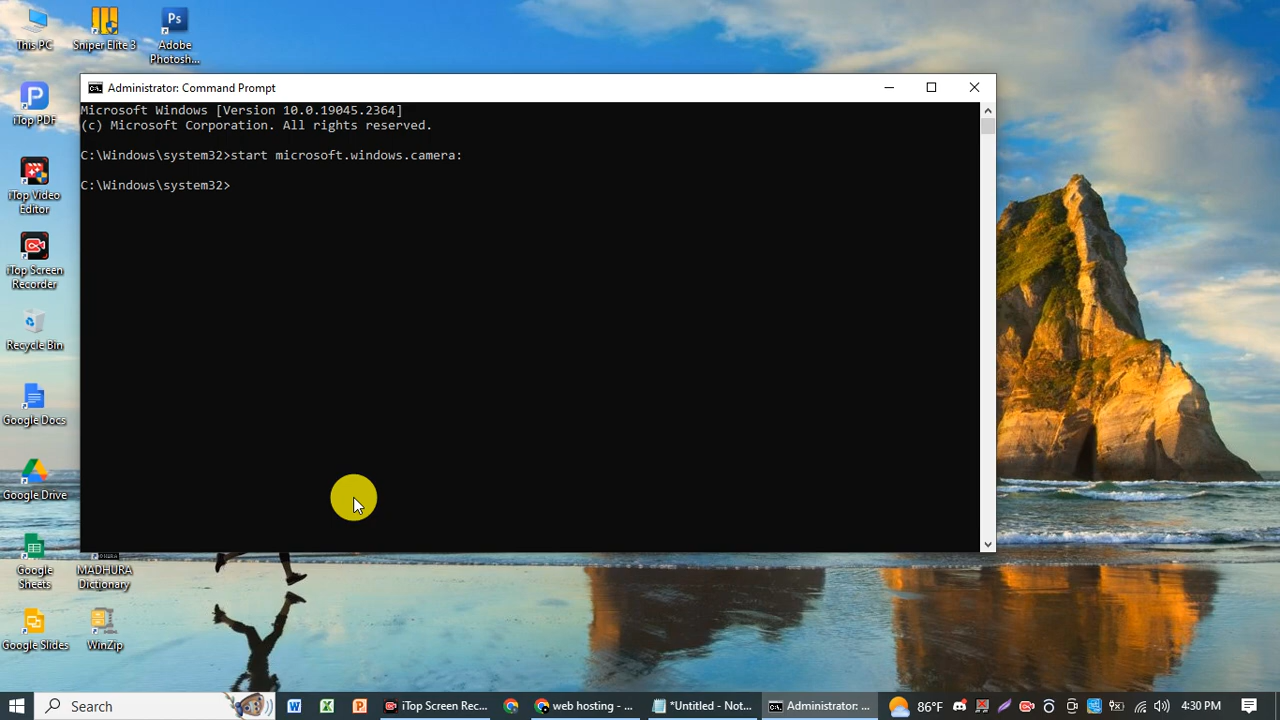 This PC
Sniper Elite 3
Adobe
Photosh...
Ps
iTop PDF
iTop Video
Editor
iTop Screen
Recorder
Recycle Bin
Google Docs
Google Drive
Google
Sheets
MADHURA
Dictionary
Google Slides
WinZip
Administrator: Command Prompt
Microsoft Windows [Version 10.0.19045.2364]
(c) Microsoft Corporation. All rights reserved.
C:\Windows\system32>start microsoft.windows.camera:
C:\Windows\system32>
Search
iTop Screen Rec...
web hosting - ...
*Untitled - Not...
Administrator: ...
86°F
4:30 PM